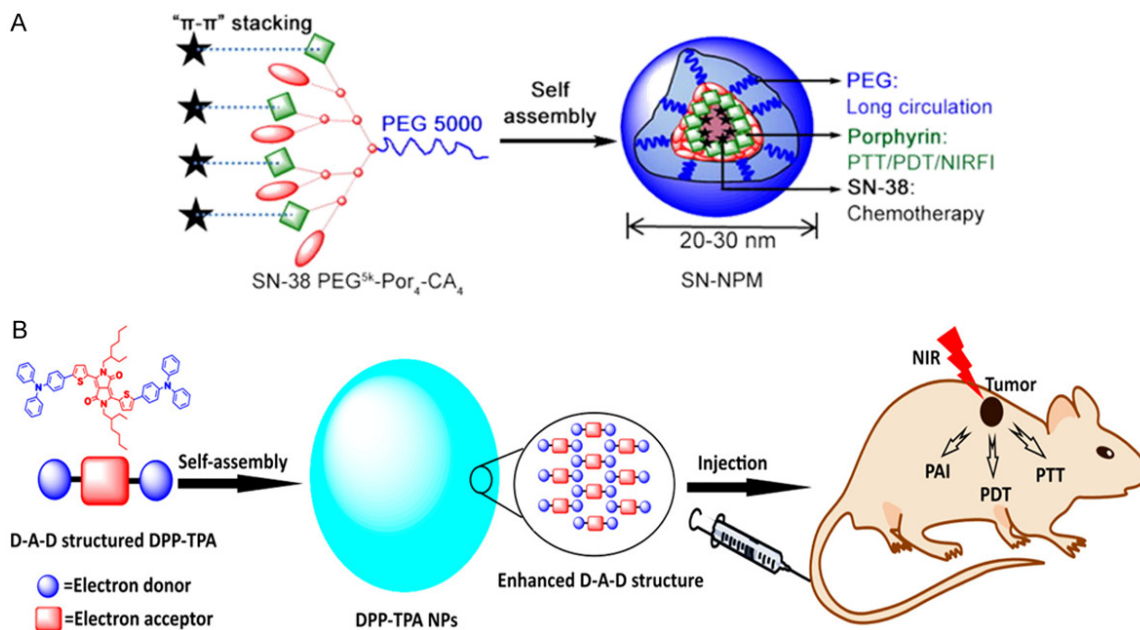 A
"π-π" stacking
PEG 5000
SN-38 PEG⁵ᵏ-Por₄-CA₄
Self
assembly
PEG:
Long circulation
Porphyrin:
PTT/PDT/NIRFI
SN-38:
Chemotherapy
20-30 nm
SN-NPM
B
N
S
N
O
O
N
S
N
D-A-D structured DPP-TPA
=Electron donor
=Electron acceptor
Self-assembly
DPP-TPA NPs
Enhanced D-A-D structure
Injection
NIR
Tumor
PAI
PDT
PTT